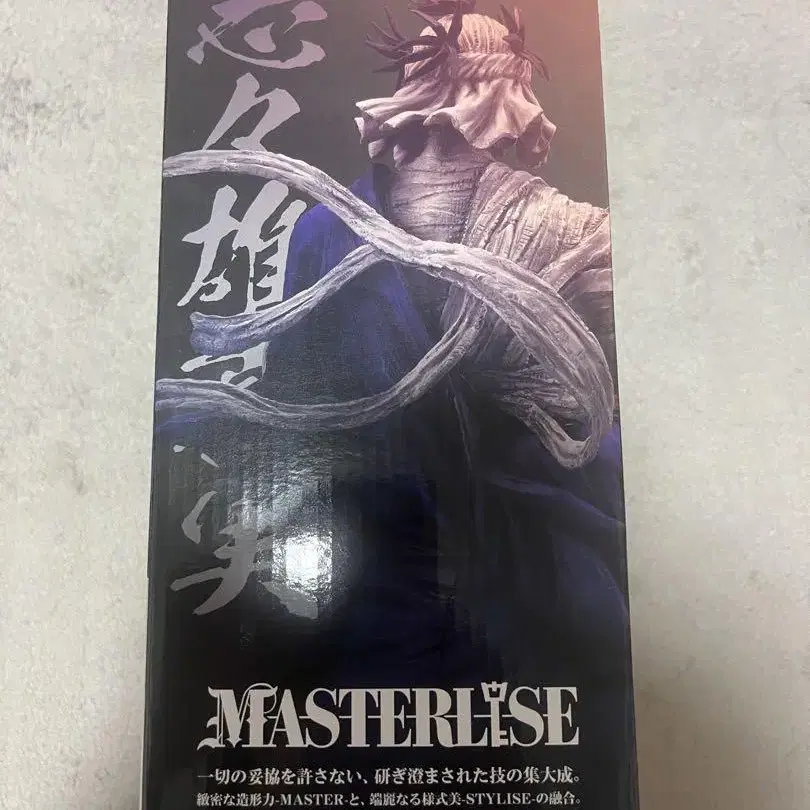 志々雄真実
MASTERLISE
一切の妥協を許さない、研ぎ澄まされた技の集大成。
緻密な造形力-MASTER-と、端麗なる様式美-STYLISE-の融合。